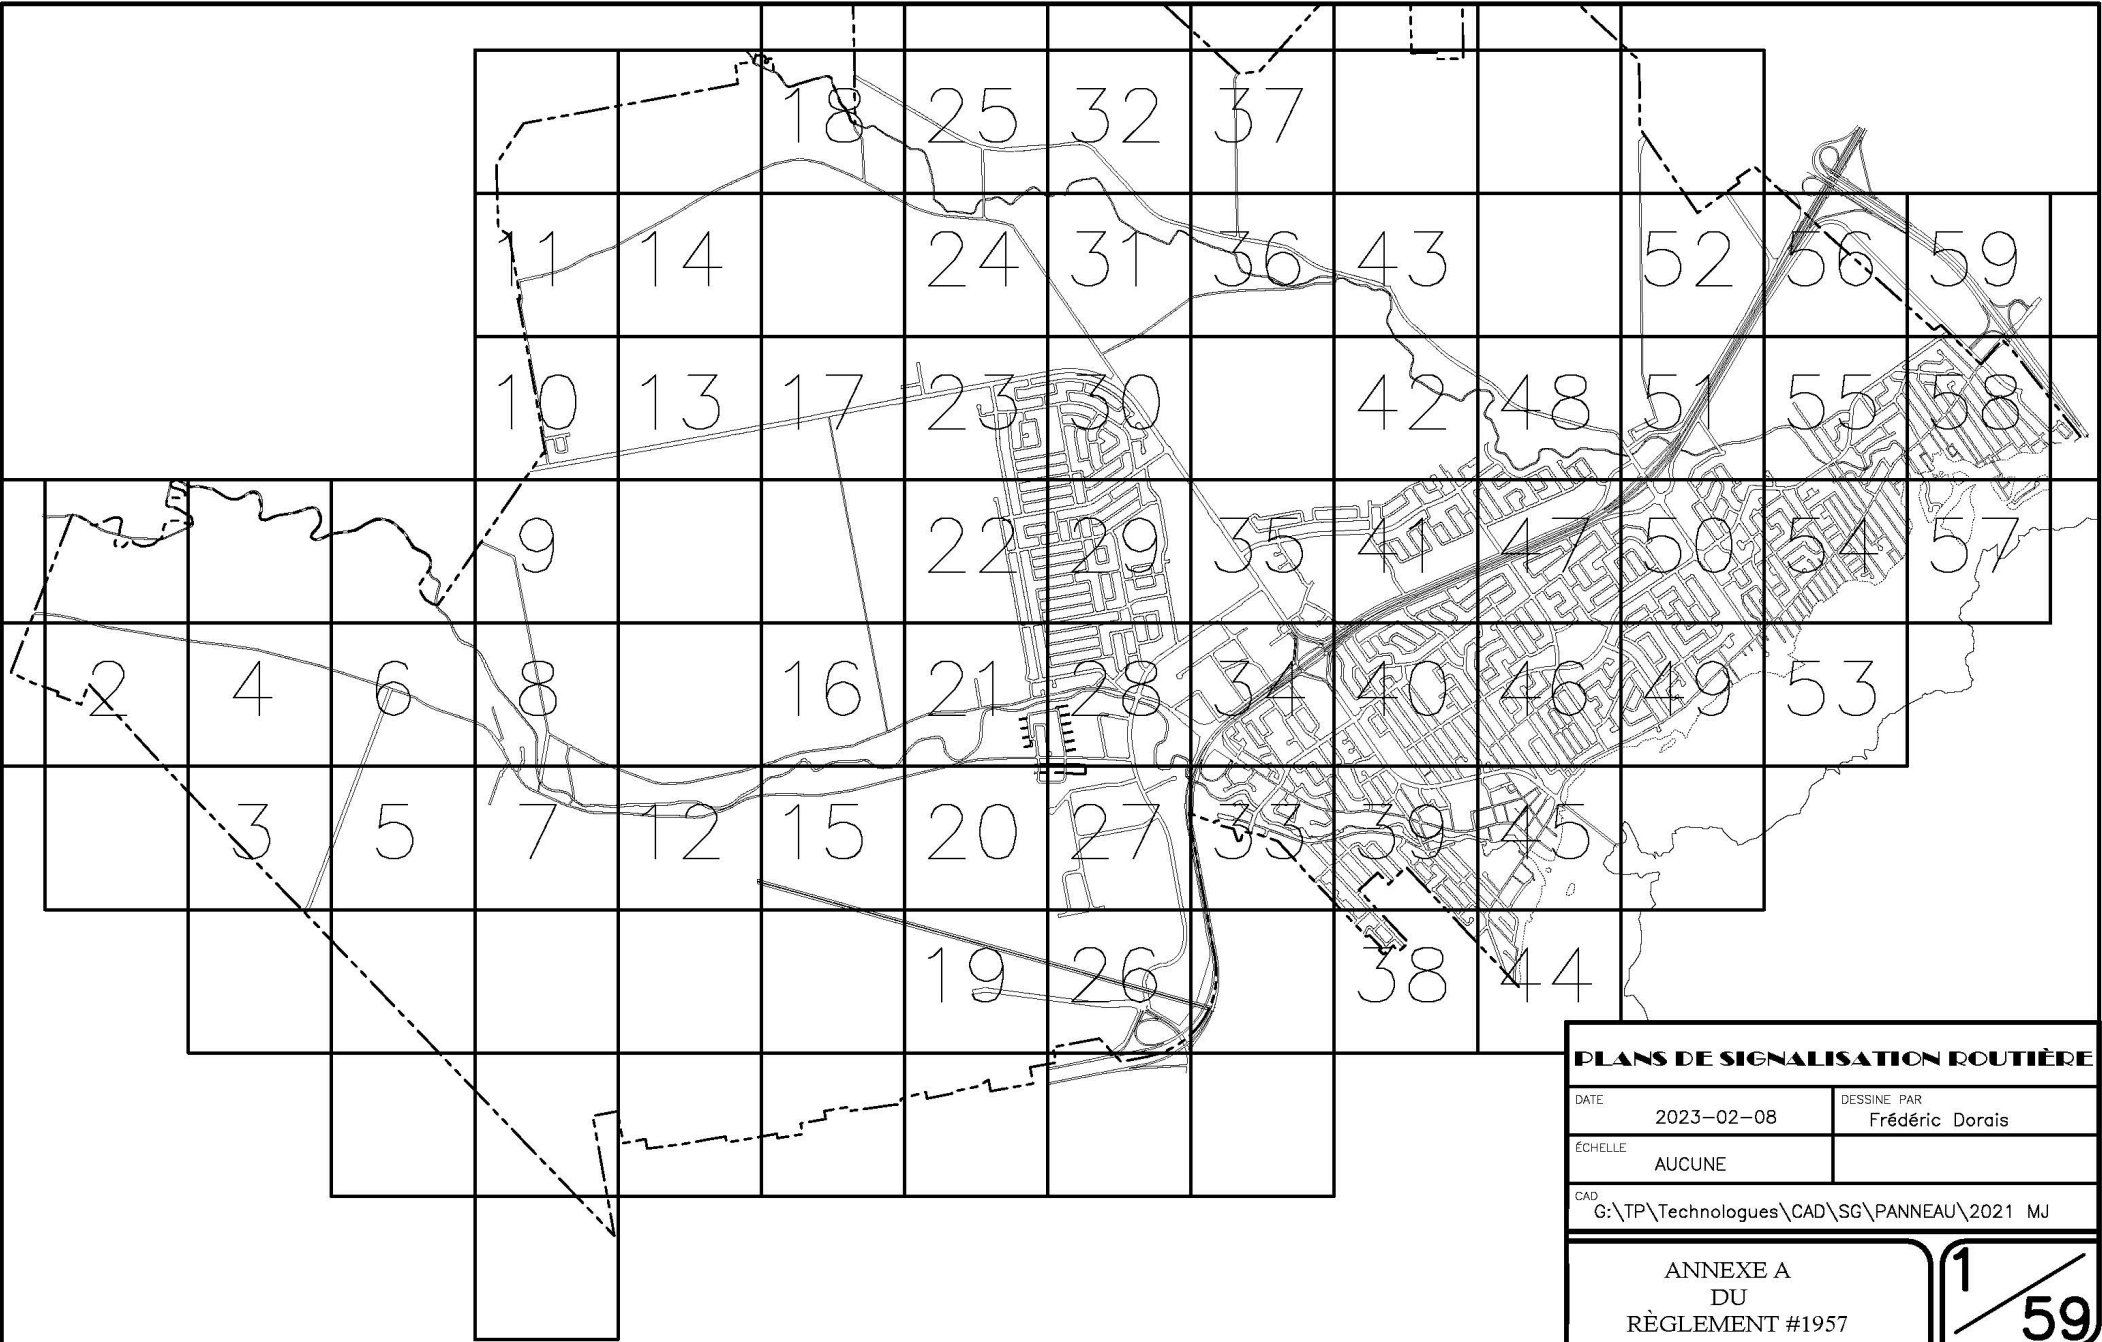 18 25 32 37
11 14 24 31 36 43 52 56 59
10 13 17 23 30 42 48 51 55 58
9 22 29 35 41 47 50 54 57
2 4 6 8 16 21 28 34 40 46 49 53
3 5 7 12 15 20 27 33 39 45
19 26 38 44
PLANS DE SIGNALISATION ROUTIÈRE
DATE
2023-02-08
DESSINE PAR
Frédéric Dorais
ÉCHELLE
AUCUNE
CAD
G:\TP\Technologues\CAD\SG\PANNEAU\2021 MJ
ANNEXE A
DU
RÈGLEMENT #1957
1/59